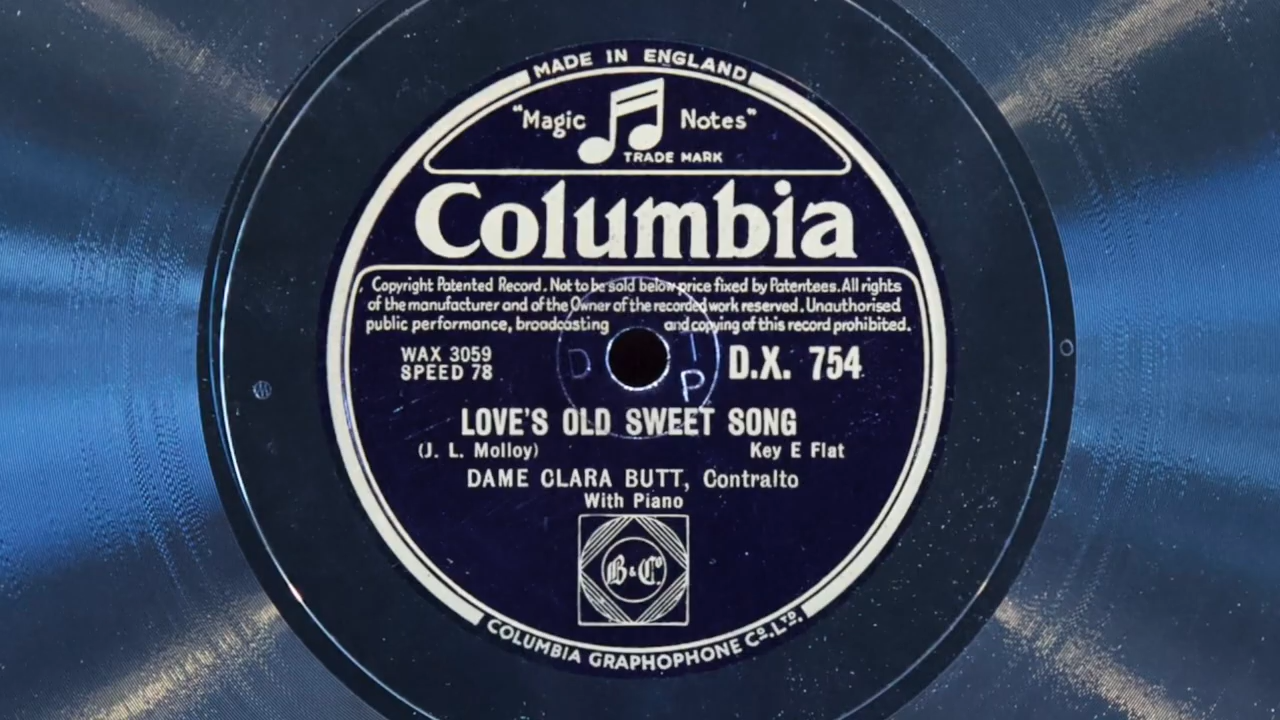 MADE IN ENGLAND
"Magic Notes"
TRADE MARK
Columbia
Copyright Patented Record. Not to be sold below price fixed by Patentees. All rights
of the manufacturer and of the Owner of the recorded work reserved. Unauthorised
public performance, broadcasting and copying of this record prohibited.
WAX 3059
SPEED 78
D.X. 754
D
T
P
LOVE'S OLD SWEET SONG
(J. L. Molloy) Key E Flat
DAME CLARA BUTT, Contralto
With Piano
B & Co
COLUMBIA GRAPHOPHONE Co. LTD.